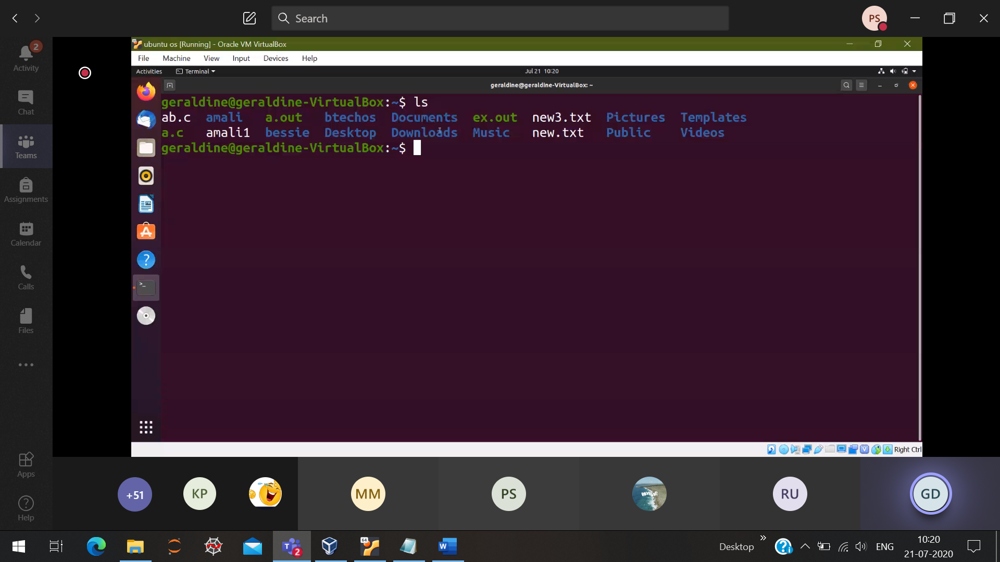 Search
PS
2
Activity
Chat
Teams
Assignments
Calendar
Calls
Files
Apps
Help
64
ubuntu os [Running] - Oracle VM VirtualBox
File Machine View Input Devices Help
Activities Terminal Jul 21 10:20
geraldine@geraldine-VirtualBox: ~
geraldine@geraldine-VirtualBox:~$ ls
ab.c amali a.out btechos Documents ex.out new3.txt Pictures Templates
a.c amali1 bessie Desktop Downloads Music new.txt Public Videos
geraldine@geraldine-VirtualBox:~$
Right Ctrl
+51 KP MM PS WAVE RU GD
2 64 W Desktop ENG 10:20
21-07-2020